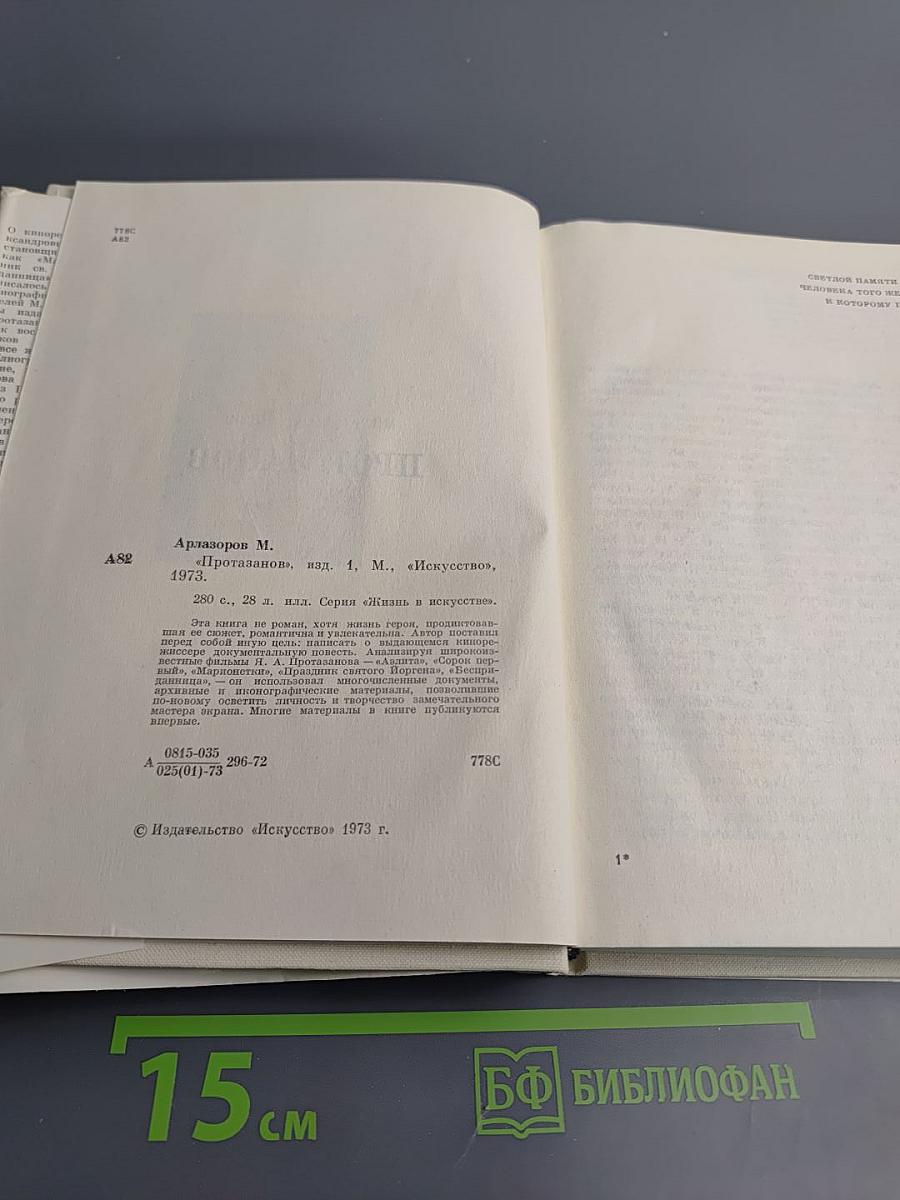 778С
А82
Арлазоров М.
А82
«Протазанов», изд. 1, М., «Искусство»,
1973.
280 с., 28 л. илл. Серия «Жизнь в искусстве».
Эта книга не роман, хотя жизнь героя, продиктовав-
шая ее сюжет, романтична и увлекательна. Автор поставил
перед собой иную цель: написать о выдающемся киноре-
жиссере документальную повесть. Анализируя широкоиз-
вестные фильмы Я. А. Протазанова — «Аэлита», «Сорок пер-
вый», «Марионетки», «Праздник святого Йоргена», «Беспри-
данница», — он использовал многочисленные документы,
архивные и иконографические материалы, позволившие
по-новому осветить личность и творчество замечательного
мастера экрана. Многие материалы в книге публикуются
впервые.
А 0815-035
025(01)-73 296-72 778С
© Издательство «Искусство» 1973 г.
СВЕТЛОЙ ПАМЯТИ
ЧЕЛОВЕКА ТОГО ЖЕ
К КОТОРОМУ
1*
15 см
БФ БИБЛИОФАН